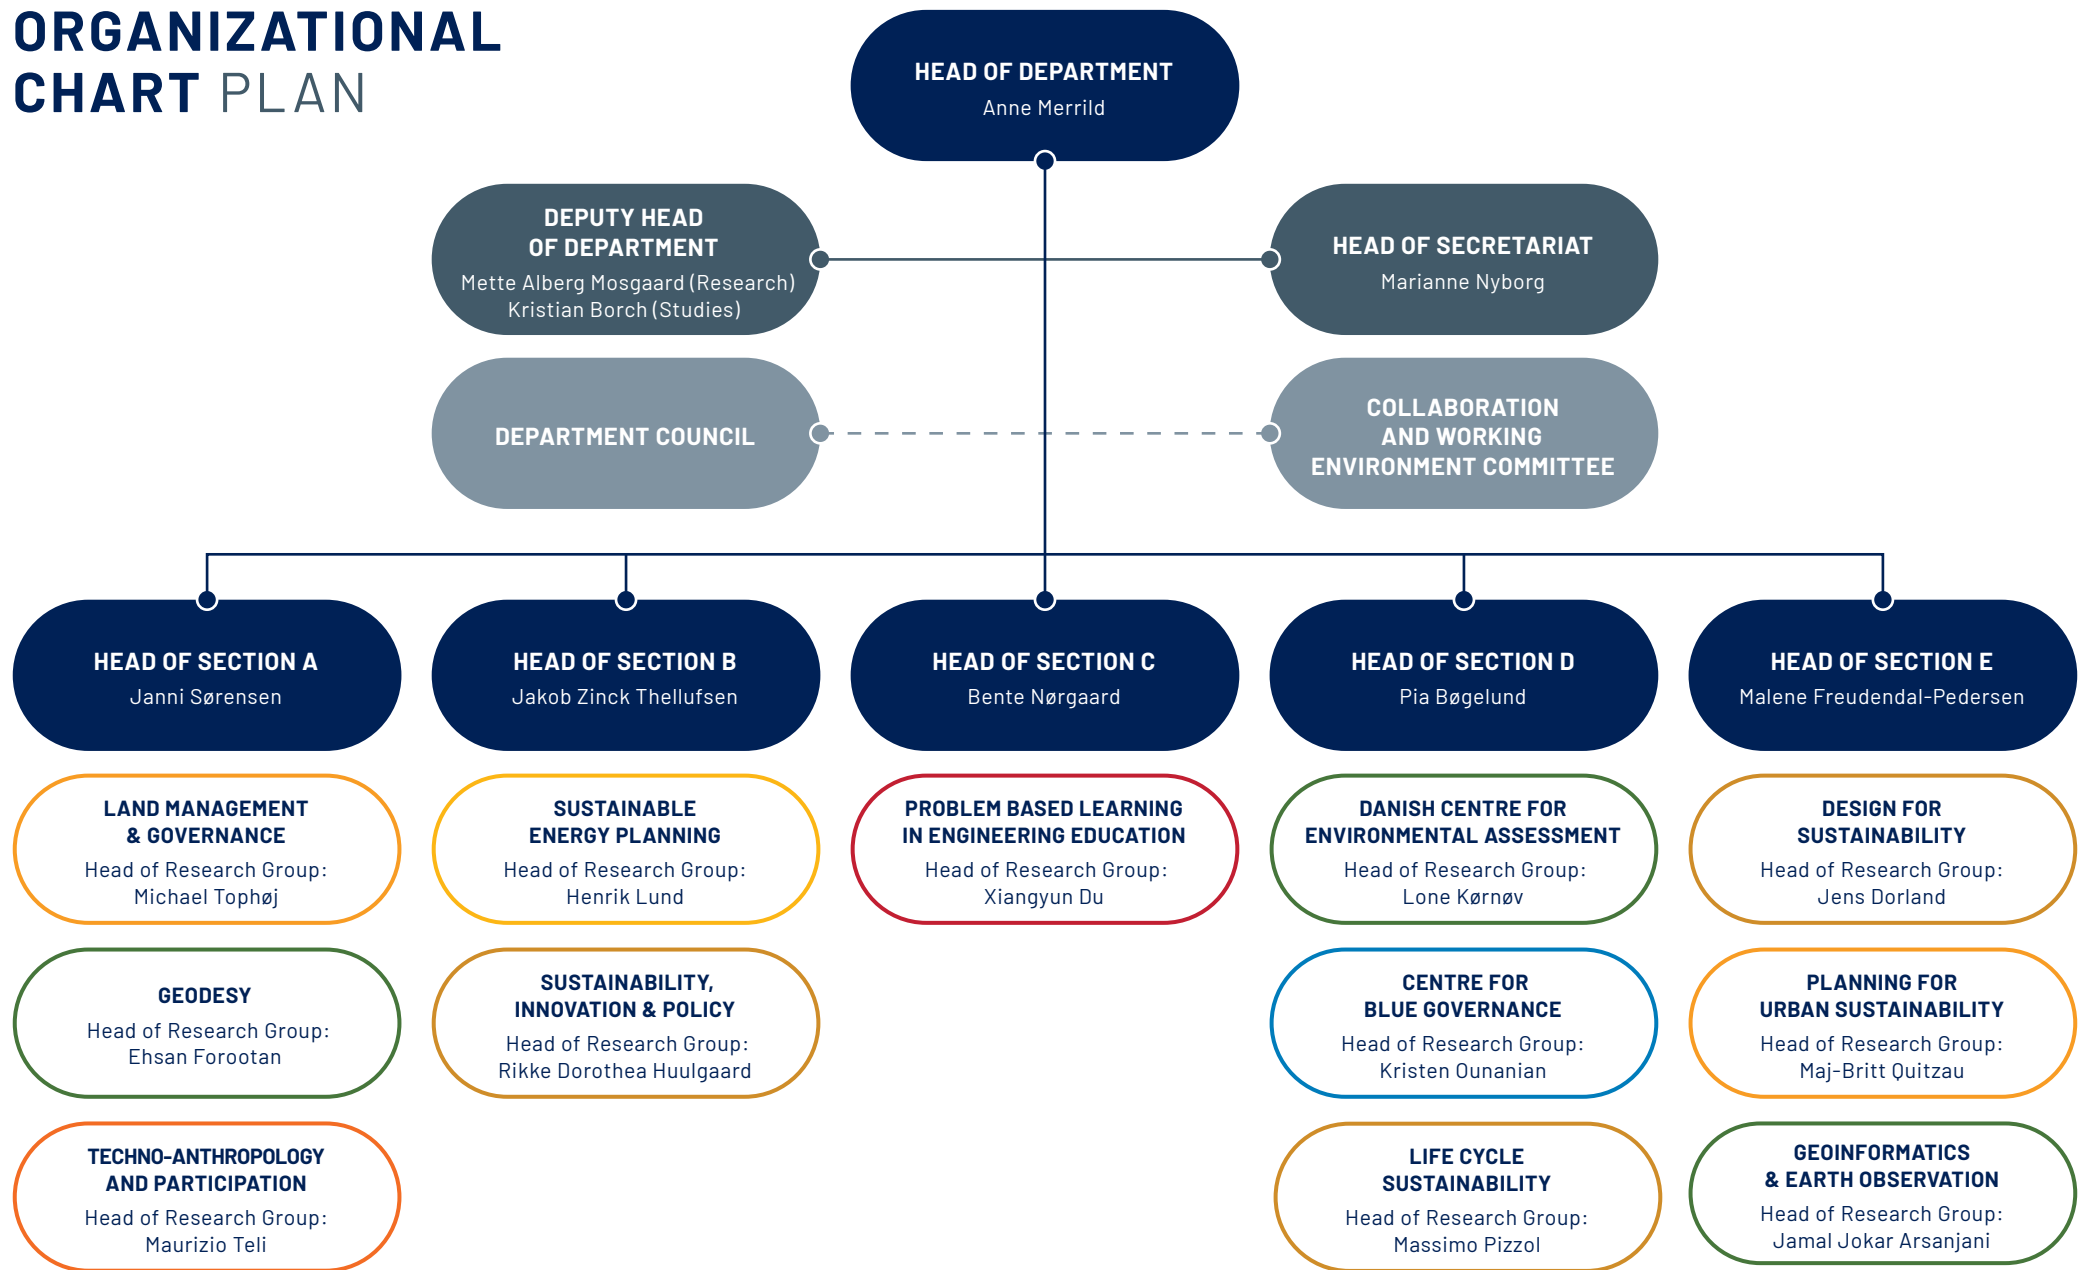 ORGANIZATIONAL
CHART PLAN
HEAD OF DEPARTMENT
Anne Merrild
DEPUTY HEAD
OF DEPARTMENT
Mette Alberg Mosgaard (Research)
Kristian Borch (Studies)
HEAD OF SECRETARIAT
Marianne Nyborg
DEPARTMENT COUNCIL
COLLABORATION
AND WORKING
ENVIRONMENT COMMITTEE
HEAD OF SECTION A
Janni Sørensen
HEAD OF SECTION B
Jakob Zinck Thellufsen
HEAD OF SECTION C
Bente Nørgaard
HEAD OF SECTION D
Pia Bøgelund
HEAD OF SECTION E
Malene Freudendal-Pedersen
LAND MANAGEMENT
& GOVERNANCE
Head of Research Group:
Michael Tophøj
SUSTAINABLE
ENERGY PLANNING
Head of Research Group:
Henrik Lund
PROBLEM BASED LEARNING
IN ENGINEERING EDUCATION
Head of Research Group:
Xiangyun Du
DANISH CENTRE FOR
ENVIRONMENTAL ASSESSMENT
Head of Research Group:
Lone Kørnøv
DESIGN FOR
SUSTAINABILITY
Head of Research Group:
Jens Dorland
GEODESY
Head of Research Group:
Ehsan Forootan
SUSTAINABILITY,
INNOVATION & POLICY
Head of Research Group:
Rikke Dorothea Huulgaard
CENTRE FOR
BLUE GOVERNANCE
Head of Research Group:
Kristen Ounanian
PLANNING FOR
URBAN SUSTAINABILITY
Head of Research Group:
Maj-Britt Quitzau
TECHNO-ANTHROPOLOGY
AND PARTICIPATION
Head of Research Group:
Maurizio Teli
LIFE CYCLE
SUSTAINABILITY
Head of Research Group:
Massimo Pizzol
GEOINFORMATICS
& EARTH OBSERVATION
Head of Research Group:
Jamal Jokar Arsanjani